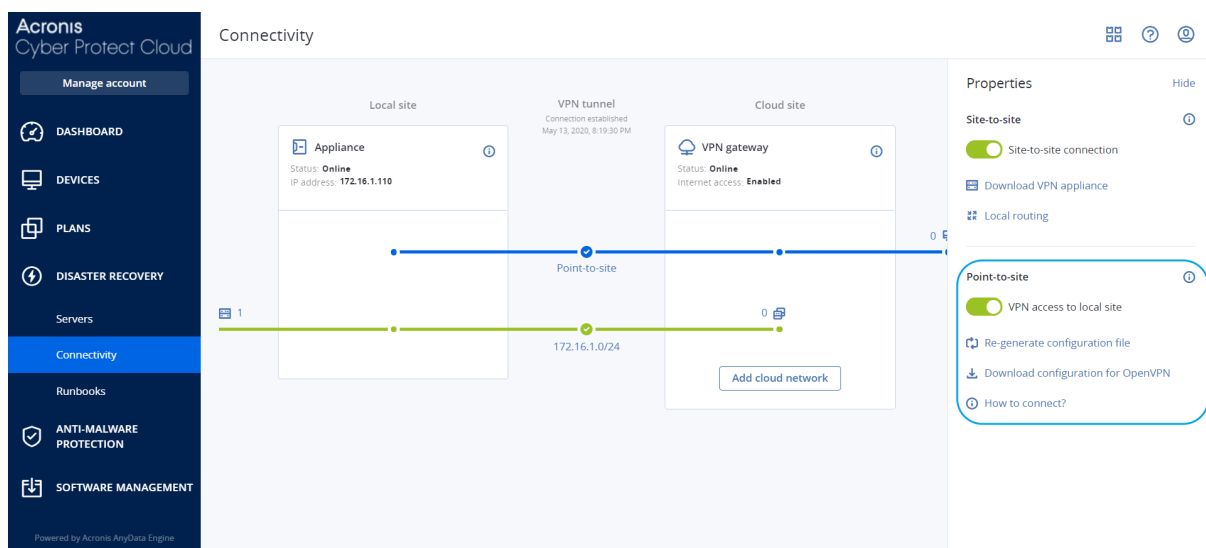 Acronis
Cyber Protect Cloud
Manage account
DASHBOARD
DEVICES
PLANS
DISASTER RECOVERY
Servers
Connectivity
Runbooks
ANTI-MALWARE
PROTECTION
SOFTWARE MANAGEMENT
Powered by Acronis AnyData Engine
Connectivity
Local site
VPN tunnel
Connection established
May 13, 2020, 8:19:30 PM
Cloud site
Appliance
Status: Online
IP address: 172.16.1.110
VPN gateway
Status: Online
Internet access: Enabled
0
Point-to-site
1
0
172.16.1.0/24
Add cloud network
Properties
Hide
Site-to-site
Site-to-site connection
Download VPN appliance
Local routing
Point-to-site
VPN access to local site
Re-generate configuration file
Download configuration for OpenVPN
How to connect?